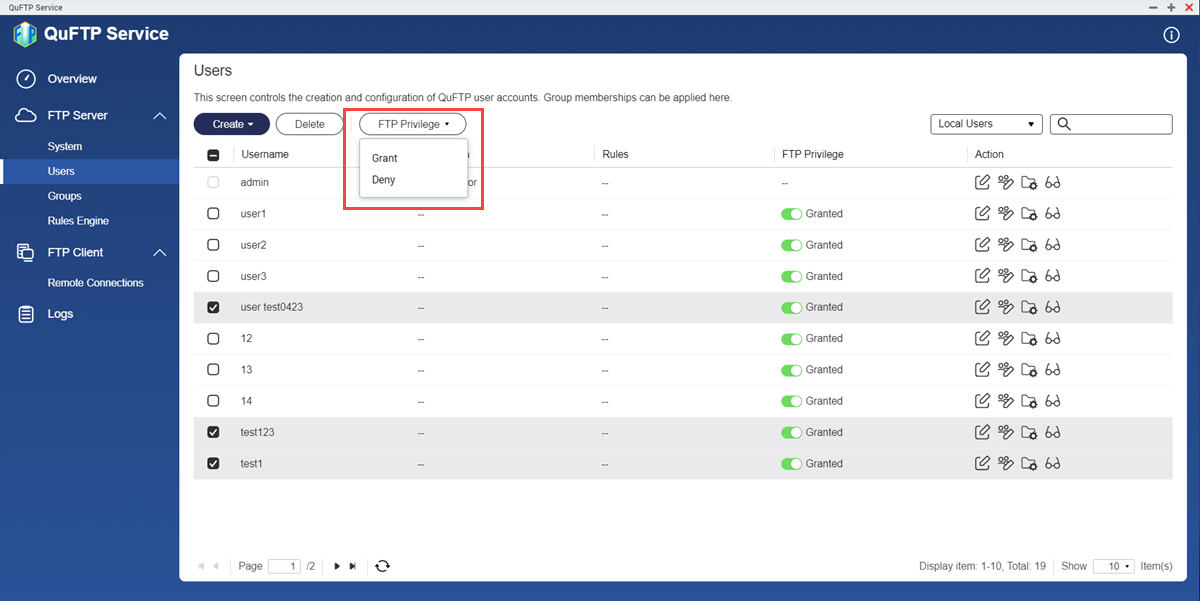 QuFTP Service
QuFTP Service
Overview
FTP Server
System
Users
Groups
Rules Engine
FTP Client
Remote Connections
Logs
Users
This screen controls the creation and configuration of QuFTP user accounts. Group memberships can be applied here.
Create Delete FTP Privilege Local Users
Grant
Deny
Username Rules FTP Privilege Action
admin or -- --
user1 -- -- Granted
user2 -- -- Granted
user3 -- -- Granted
user test0423 -- -- Granted
12 -- -- Granted
13 -- -- Granted
14 -- -- Granted
test123 -- -- Granted
test1 -- -- Granted
Page 1 /2 Display item: 1-10, Total: 19 Show 10 Item(s)